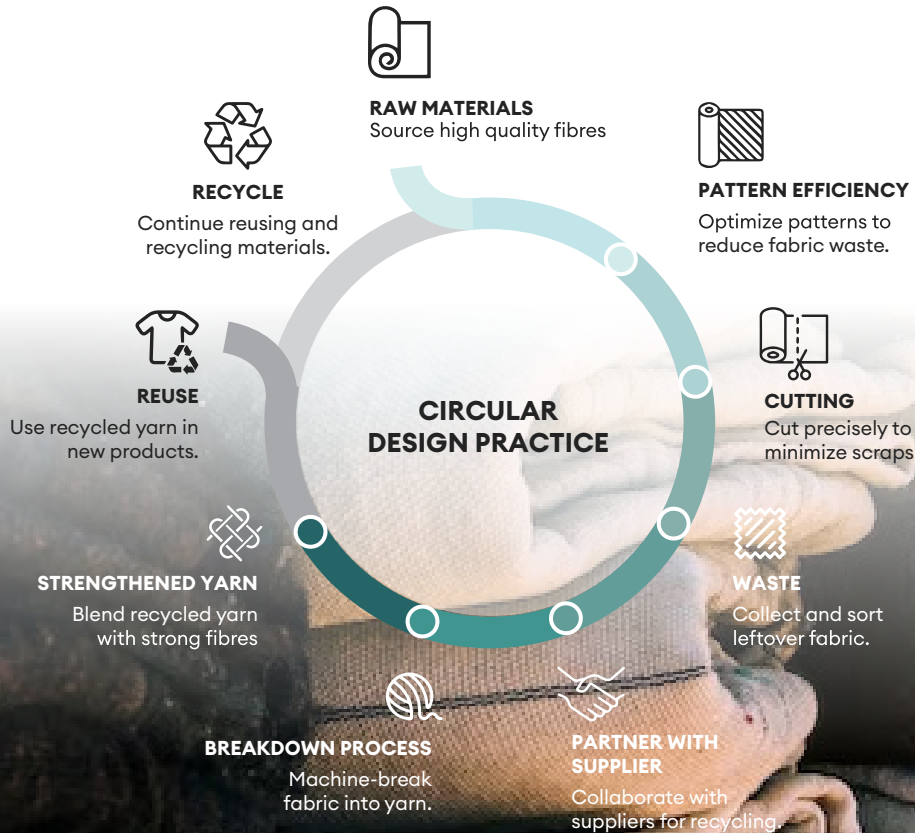 RAW MATERIALS
Source high quality fibres
PATTERN EFFICIENCY
Optimize patterns to
reduce fabric waste.
CUTTING
Cut precisely to
minimize scraps
WASTE
Collect and sort
leftover fabric.
PARTNER WITH
SUPPLIER
Collaborate with
suppliers for recycling.
BREAKDOWN PROCESS
Machine-break
fabric into yarn.
STRENGTHENED YARN
Blend recycled yarn
with strong fibres
REUSE
Use recycled yarn in
new products.
RECYCLE
Continue reusing and
recycling materials.
CIRCULAR
DESIGN PRACTICE